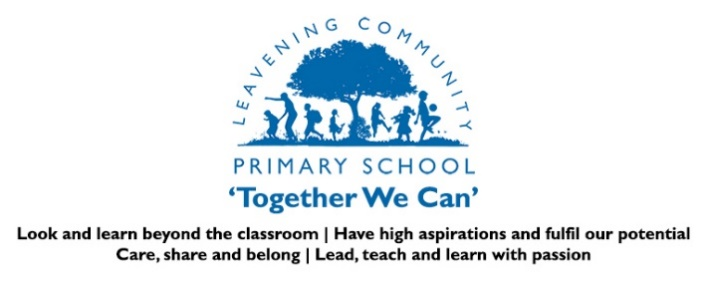 LEAVENING COMMUNITY
PRIMARY SCHOOL
‘Together We Can’
Look and learn beyond the classroom | Have high aspirations and fulfil our potential
Care, share and belong | Lead, teach and learn with passion